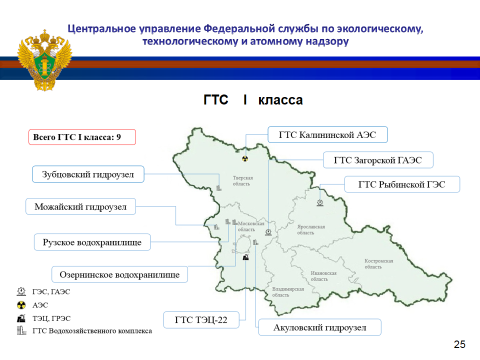 Центральное управление Федеральной службы по экологическому,
технологическому и атомному надзору
ГТС I класса
Всего ГТС I класса: 9
ГТС Калининской АЭС
ГТС Загорской ГАЭС
ГТС Рыбинской ГЭС
Зубцовский гидроузел
Можайский гидроузел
Рузское водохранилище
Озернинское водохранилище
ГТС ТЭЦ-22
Акуловский гидроузел
Тверская
область
Московская
область
Ярославская
область
Костромская
область
Ивановская
область
Владимирская
область
ГЭС, ГАЭС
АЭС
ТЭЦ, ГРЭС
ГТС Водохозяйственного комплекса
25